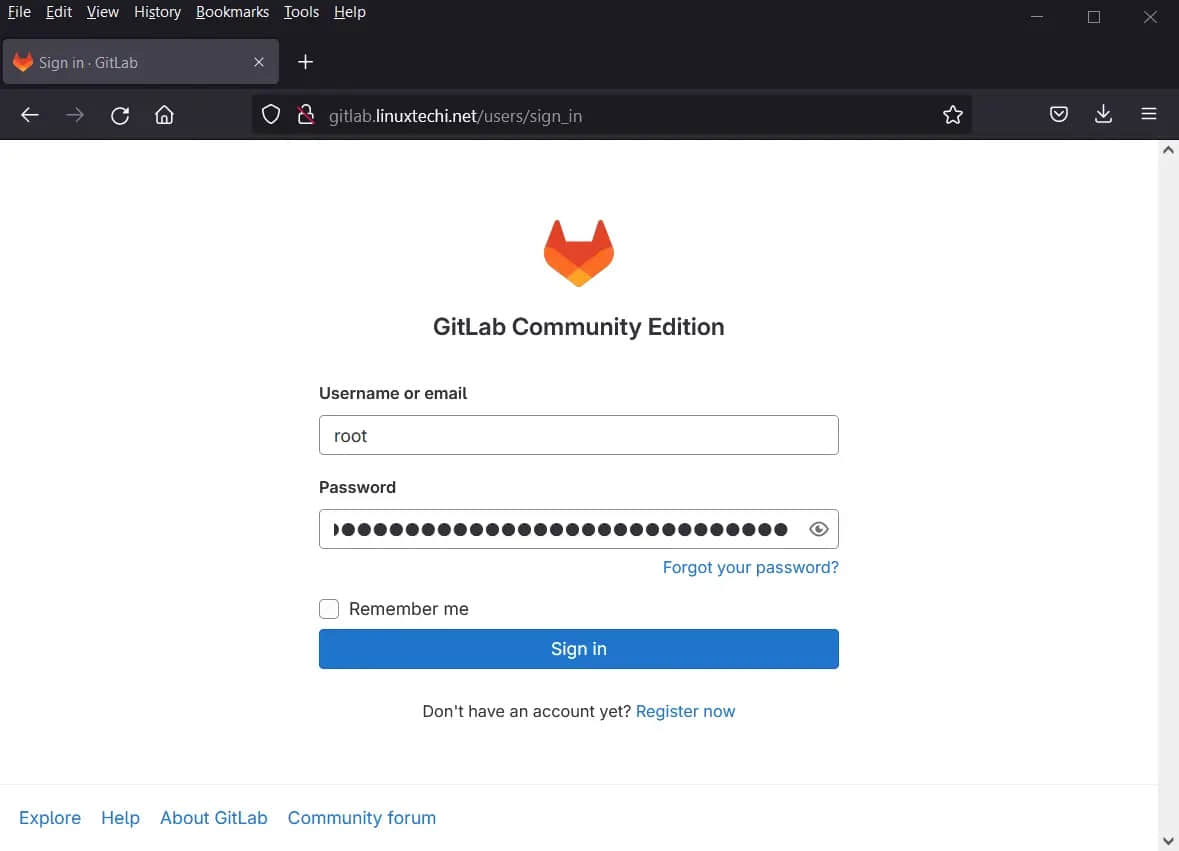 File Edit View History Bookmarks Tools Help
Sign in · GitLab
gitlab.linuxtechi.net/users/sign_in
GitLab Community Edition
Username or email
root
Password
Forgot your password?
Remember me
Sign in
Don't have an account yet? Register now
Explore Help About GitLab Community forum